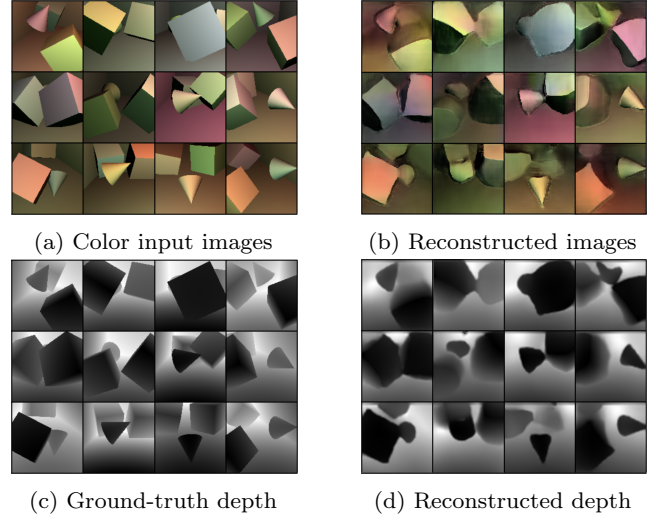 (a) Color input images
(b) Reconstructed images
(c) Ground-truth depth
(d) Reconstructed depth